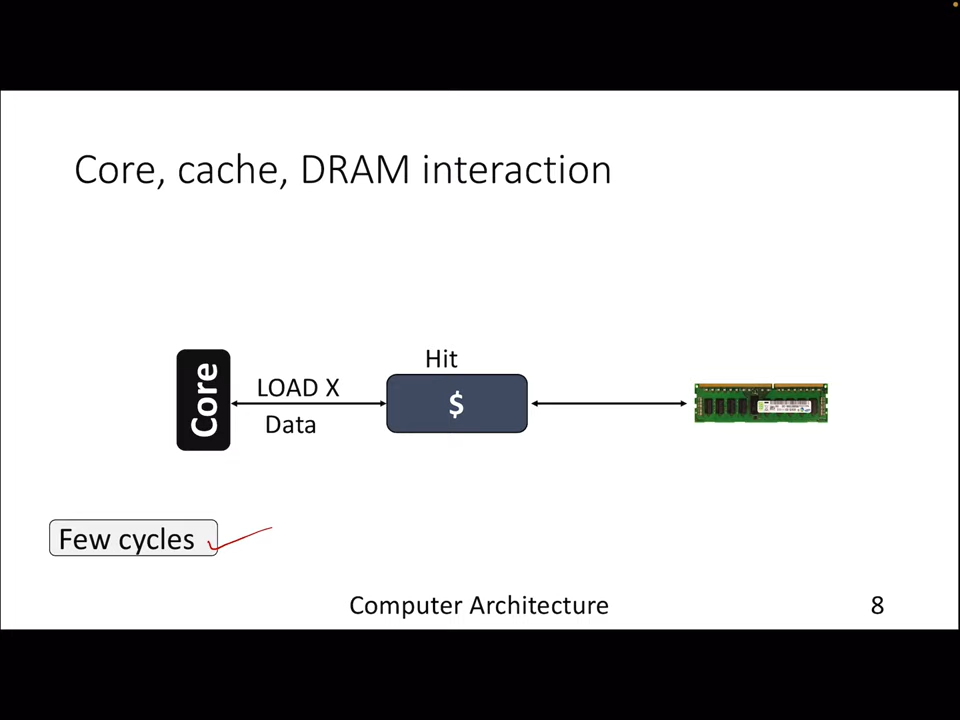 Core, cache, DRAM interaction
Hit
Core
LOAD X
$
Data
Few cycles
Computer Architecture
8